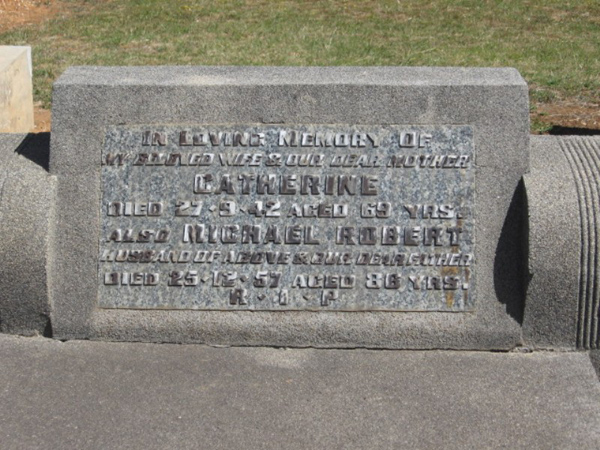 IN LOVING MEMORY OF
MY BELOVED WIFE & OUR DEAR MOTHER
CATHERINE
DIED 27·9·42 AGED 69 YRS.
ALSO MICHAEL ROBERT
HUSBAND OF ABOVE & OUR DEAR FATHER
DIED 25·12·57 AGED 86 YRS.
R·I·P